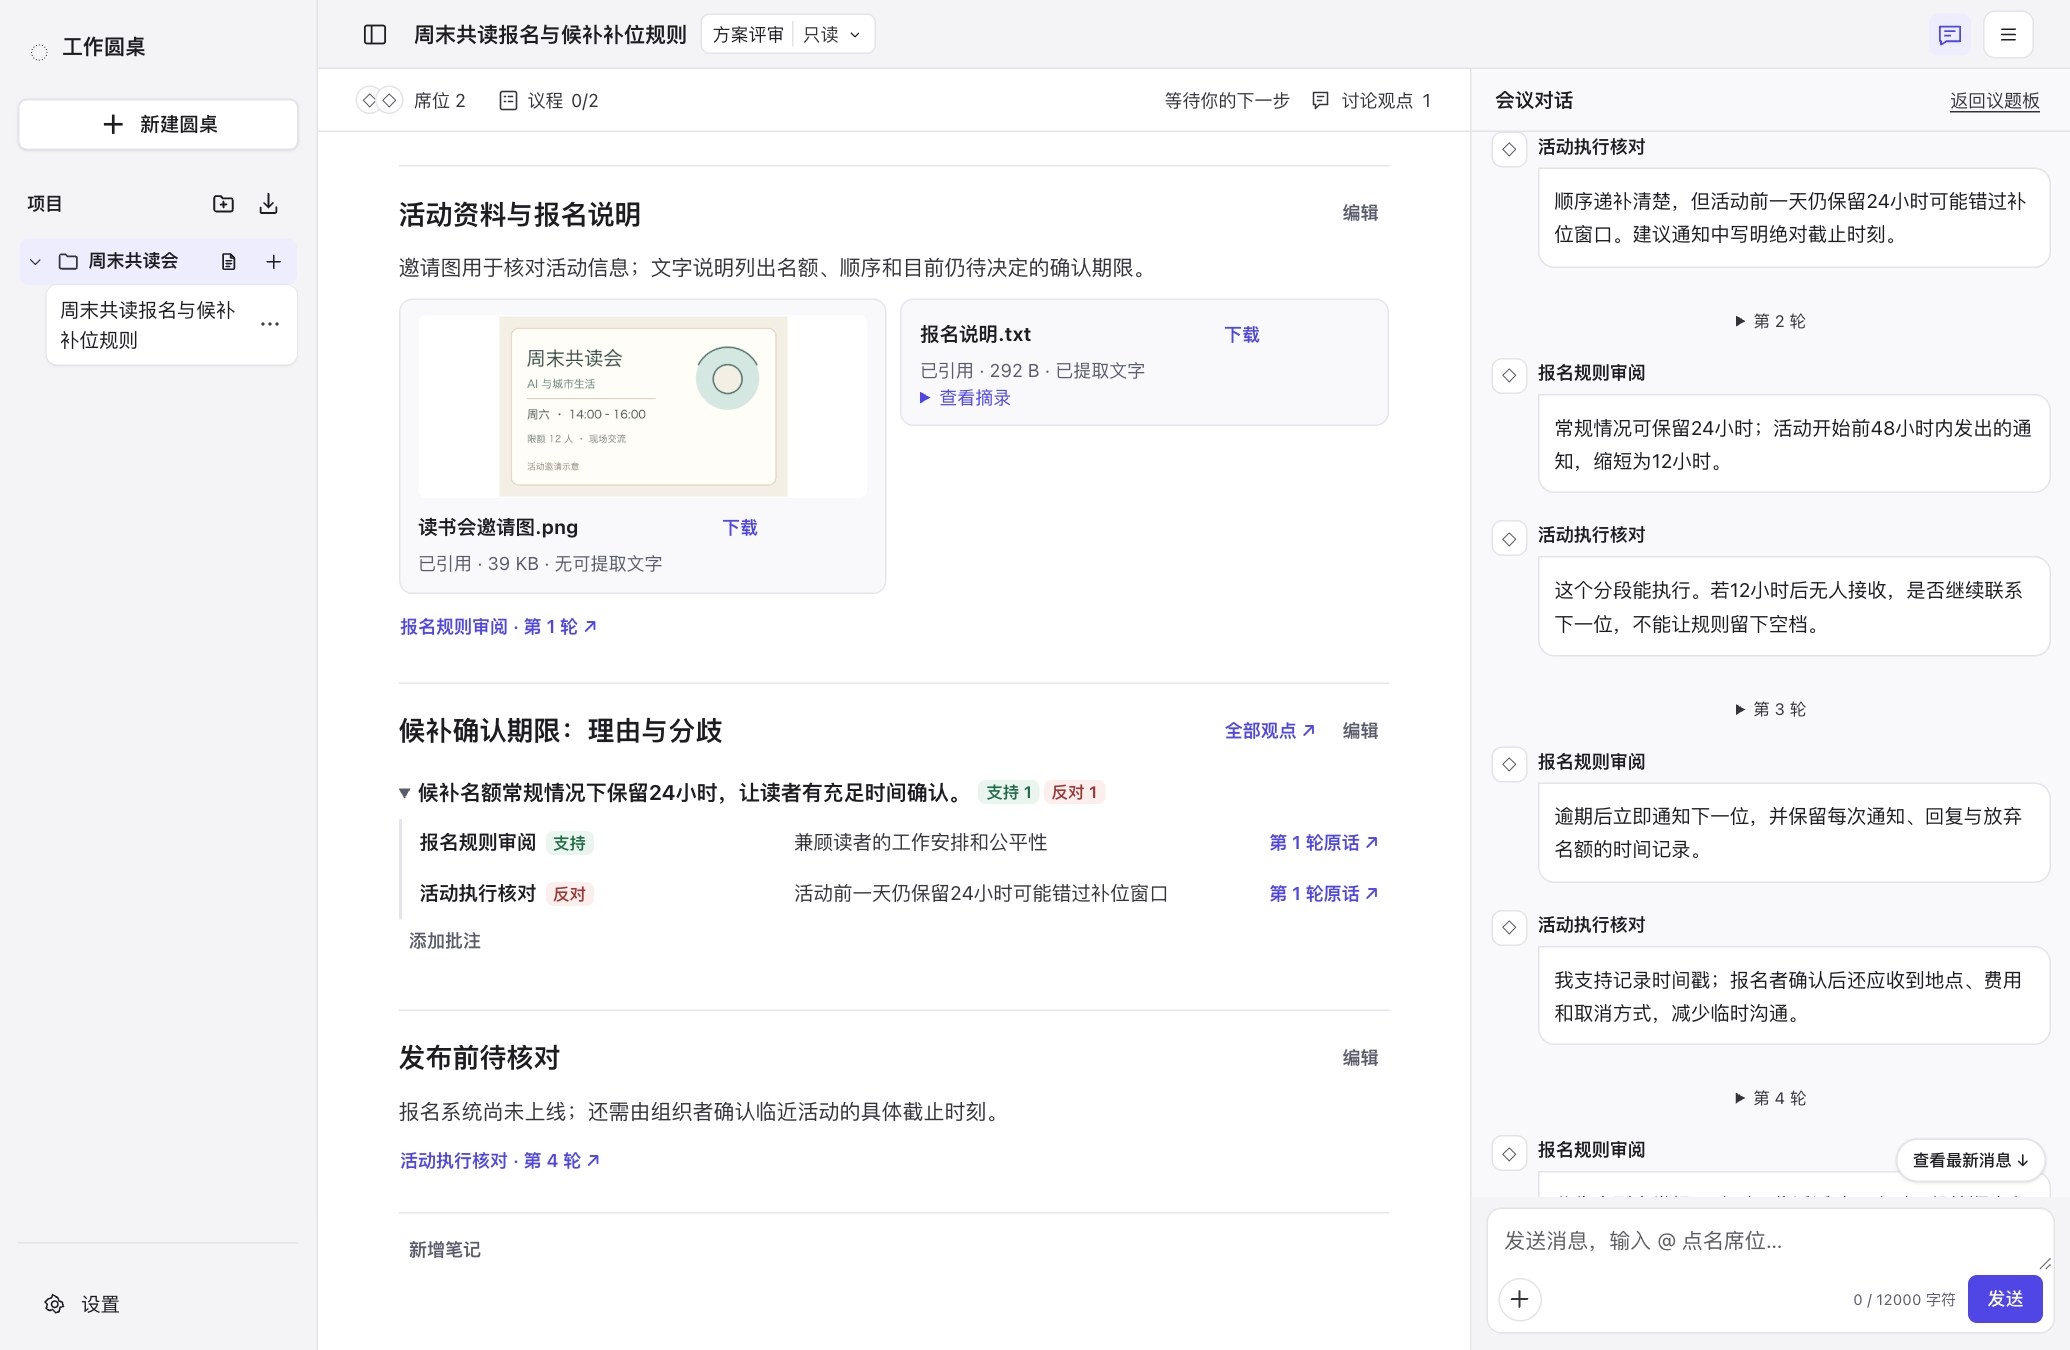 工作圆桌
新建圆桌
项目
周末共读会
周末共读报名与候补
补位规则
设置
周末共读报名与候补补位规则
方案评审 只读
席位 2
议程 0/2
等待你的下一步
讨论观点 1
活动资料与报名说明
编辑
邀请图用于核对活动信息；文字说明列出名额、顺序和目前仍待决定的确认期限。
周末共读会
AI 与城市生活
周六 · 14:00 - 16:00
限额 12 人 · 现场交流
活动邀请示意
读书会邀请图.png
下载
已引用 · 39 KB · 无可提取文字
报名说明.txt
下载
已引用 · 292 B · 已提取文字
查看摘录
报名规则审阅 · 第 1 轮
候补确认期限：理由与分歧
全部观点
编辑
候补名额常规情况下保留24小时，让读者有充足时间确认。 支持 1 反对 1
报名规则审阅 支持 兼顾读者的工作安排和公平性 第 1 轮原话
活动执行核对 反对 活动前一天仍保留24小时可能错过补位窗口 第 1 轮原话
添加批注
发布前待核对
编辑
报名系统尚未上线；还需由组织者确认临近活动的具体截止时刻。
活动执行核对 · 第 4 轮
新增笔记
会议对话
返回议题板
活动执行核对
顺序递补清楚，但活动前一天仍保留24小时可能错过补
位窗口。建议通知中写明绝对截止时刻。
第 2 轮
报名规则审阅
常规情况可保留24小时；活动开始前48小时内发出的通
知，缩短为12小时。
活动执行核对
这个分段能执行。若12小时后无人接收，是否继续联系
下一位，不能让规则留下空档。
第 3 轮
报名规则审阅
逾期后立即通知下一位，并保留每次通知、回复与放弃
名额的时间记录。
活动执行核对
我支持记录时间戳；报名者确认后还应收到地点、费用
和取消方式，减少临时沟通。
第 4 轮
报名规则审阅
查看最新消息
发送消息，输入 @ 点名席位...
0 / 12000 字符
发送